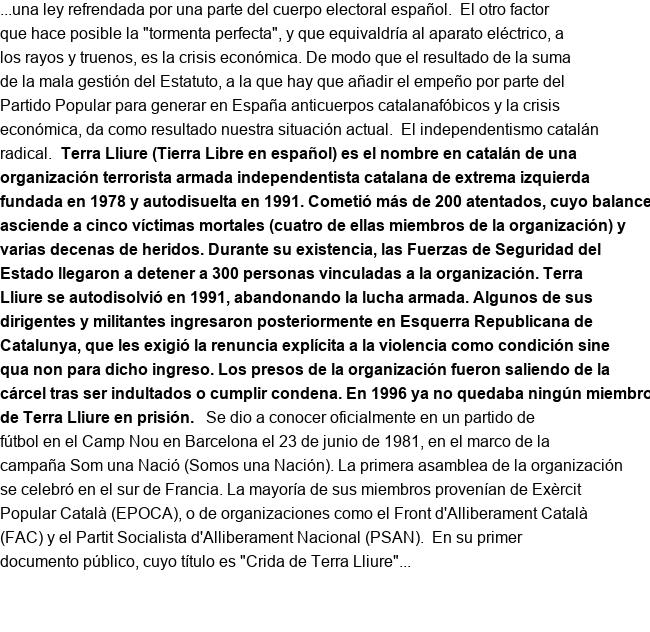 ...una ley refrendada por una parte del cuerpo electoral español.  El otro factor
que hace posible la "tormenta perfecta", y que equivaldría al aparato eléctrico, a
los rayos y truenos, es la crisis económica. De modo que el resultado de la suma
de la mala gestión del Estatuto, a la que hay que añadir el empeño por parte del
Partido Popular para generar en España anticuerpos catalanafóbicos y la crisis
económica, da como resultado nuestra situación actual.  El independentismo catalán
radical.  Terra Lliure (Tierra Libre en español) es el nombre en catalán de una
organización terrorista armada independentista catalana de extrema izquierda
fundada en 1978 y autodisuelta en 1991. Cometió más de 200 atentados, cuyo balance
asciende a cinco víctimas mortales (cuatro de ellas miembros de la organización) y
varias decenas de heridos. Durante su existencia, las Fuerzas de Seguridad del
Estado llegaron a detener a 300 personas vinculadas a la organización. Terra
Lliure se autodisolvió en 1991, abandonando la lucha armada. Algunos de sus
dirigentes y militantes ingresaron posteriormente en Esquerra Republicana de
Catalunya, que les exigió la renuncia explícita a la violencia como condición sine
qua non para dicho ingreso. Los presos de la organización fueron saliendo de la
cárcel tras ser indultados o cumplir condena. En 1996 ya no quedaba ningún miembro
de Terra Lliure en prisión.   Se dio a conocer oficialmente en un partido de
fútbol en el Camp Nou en Barcelona el 23 de junio de 1981, en el marco de la
campaña Som una Nació (Somos una Nación). La primera asamblea de la organización
se celebró en el sur de Francia. La mayoría de sus miembros provenían de Exèrcit
Popular Català (EPOCA), o de organizaciones como el Front d'Alliberament Català
(FAC) y el Partit Socialista d'Alliberament Nacional (PSAN).  En su primer
documento público, cuyo título es "Crida de Terra Lliure"...